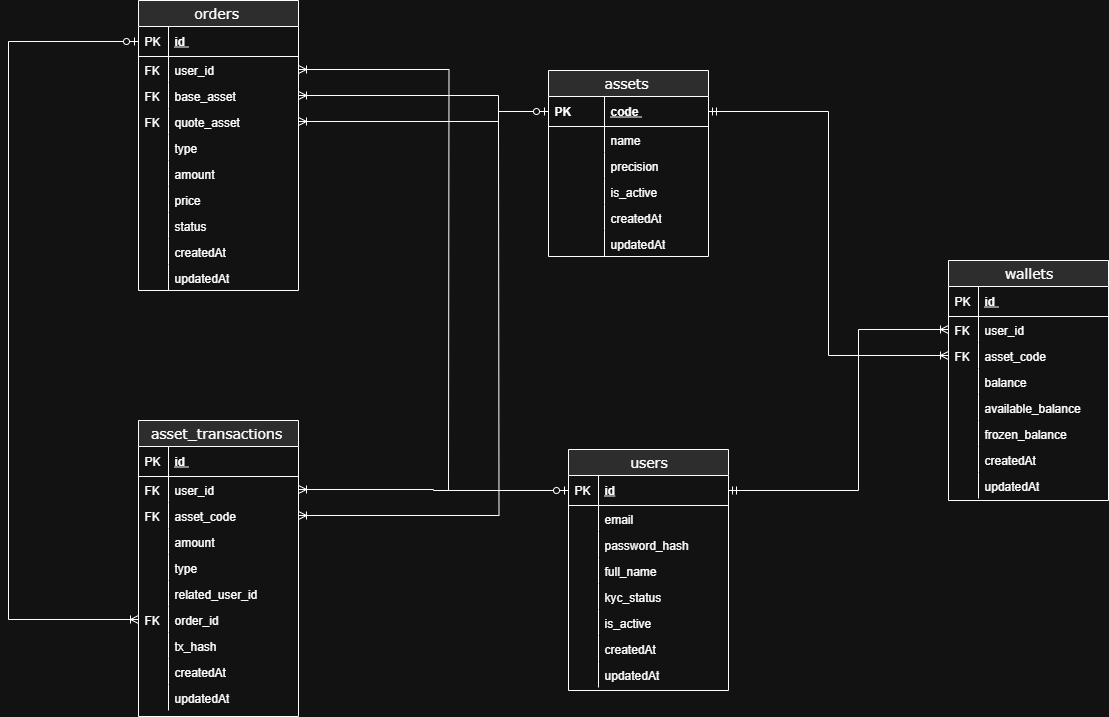 orders
PK id
FK user_id
FK base_asset
FK quote_asset
type
amount
price
status
createdAt
updatedAt
assets
PK code
name
precision
is_active
createdAt
updatedAt
wallets
PK id
FK user_id
FK asset_code
balance
available_balance
frozen_balance
createdAt
updatedAt
asset_transactions
PK id
FK user_id
FK asset_code
amount
type
related_user_id
FK order_id
tx_hash
createdAt
updatedAt
users
PK id
email
password_hash
full_name
kyc_status
is_active
createdAt
updatedAt